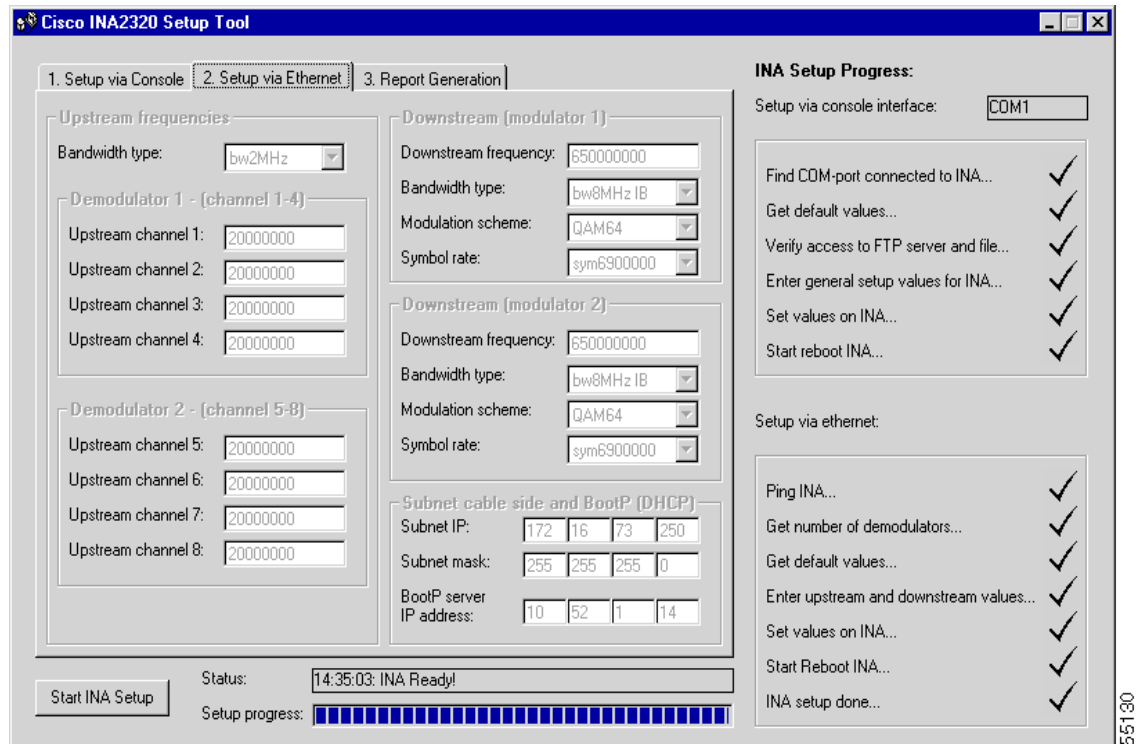 Cisco INA2320 Setup Tool
1. Setup via Console
2. Setup via Ethernet
3. Report Generation
Upstream frequencies
Bandwidth type: bw2MHz
Demodulator 1 - (channel 1-4)
Upstream channel 1: 20000000
Upstream channel 2: 20000000
Upstream channel 3: 20000000
Upstream channel 4: 20000000
Demodulator 2 - (channel 5-8)
Upstream channel 5: 20000000
Upstream channel 6: 20000000
Upstream channel 7: 20000000
Upstream channel 8: 20000000
Downstream (modulator 1)
Downstream frequency: 650000000
Bandwidth type: bw8MHz IB
Modulation scheme: QAM64
Symbol rate: sym6900000
Downstream (modulator 2)
Downstream frequency: 650000000
Bandwidth type: bw8MHz IB
Modulation scheme: QAM64
Symbol rate: sym6900000
Subnet cable side and BootP (DHCP)
Subnet IP: 172 16 73 250
Subnet mask: 255 255 255 0
BootP server
IP address: 10 52 1 14
Start INA Setup
Status: 14:35:03: INA Ready!
Setup progress:
INA Setup Progress:
Setup via console interface: COM1
Find COM-port connected to INA...
Get default values...
Verify access to FTP server and file...
Enter general setup values for INA...
Set values on INA...
Start reboot INA...
Setup via ethernet:
Ping INA...
Get number of demodulators...
Get default values...
Enter upstream and downstream values...
Set values on INA...
Start Reboot INA...
INA setup done...
55130